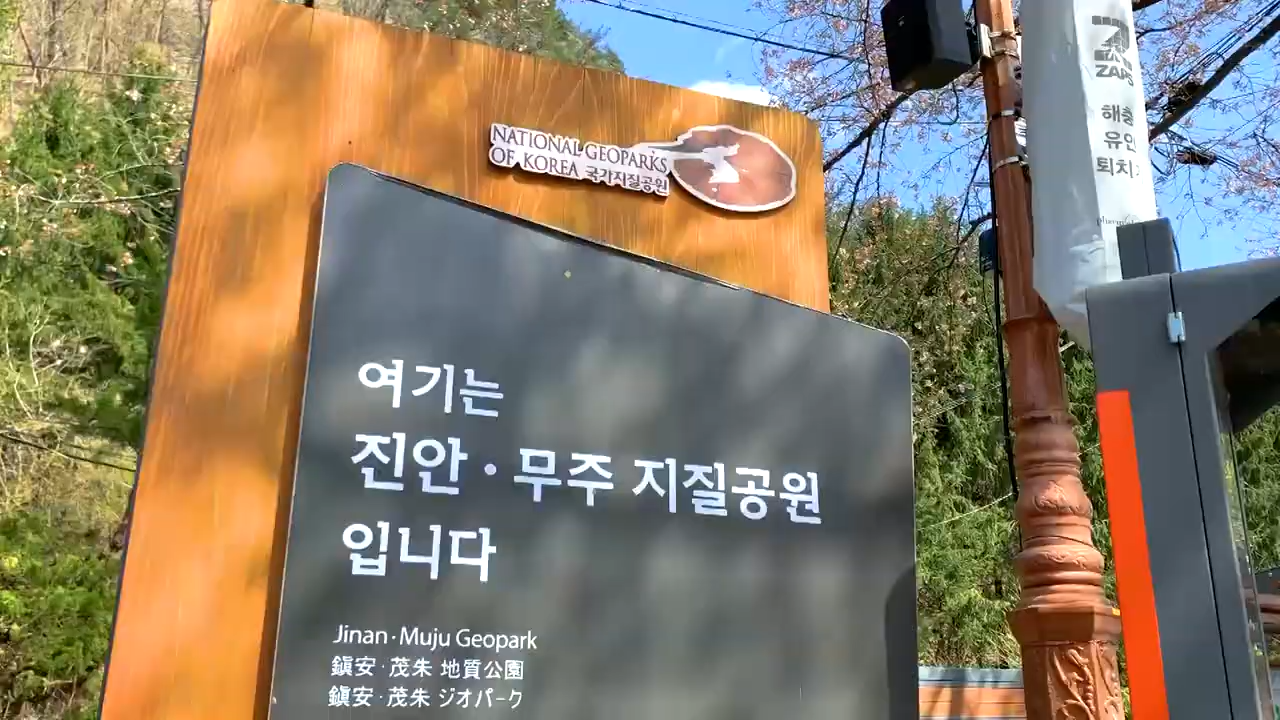 NATIONAL GEOPARKS
OF KOREA 국가지질공원
여기는
진안·무주 지질공원
입니다
Jinan·Muju Geopark
鎭安·茂朱 地質公園
鎭安·茂朱 ジオパーク
ZAPS
해충
유인
퇴치기